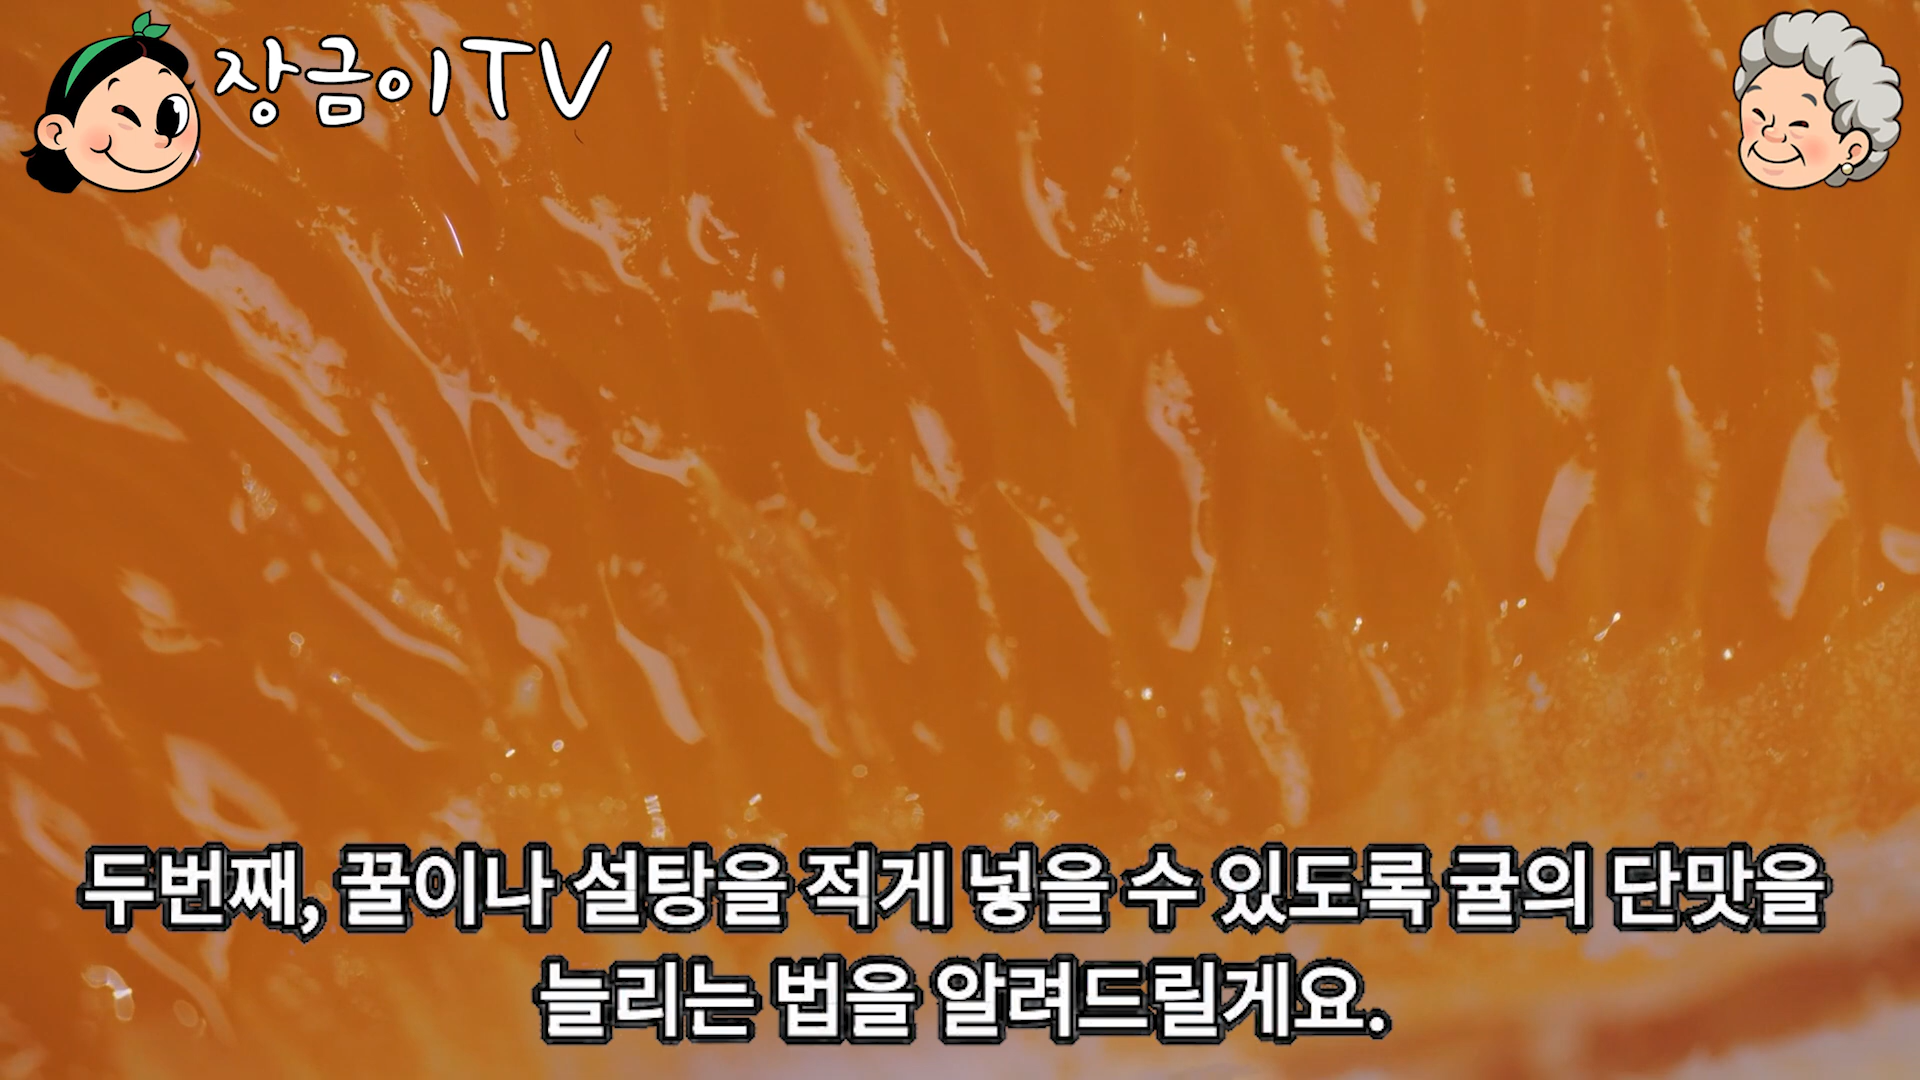 장금이TV
두번째, 꿀이나 설탕을 적게 넣을 수 있도록 귤의 단맛을
늘리는 법을 알려드릴게요.